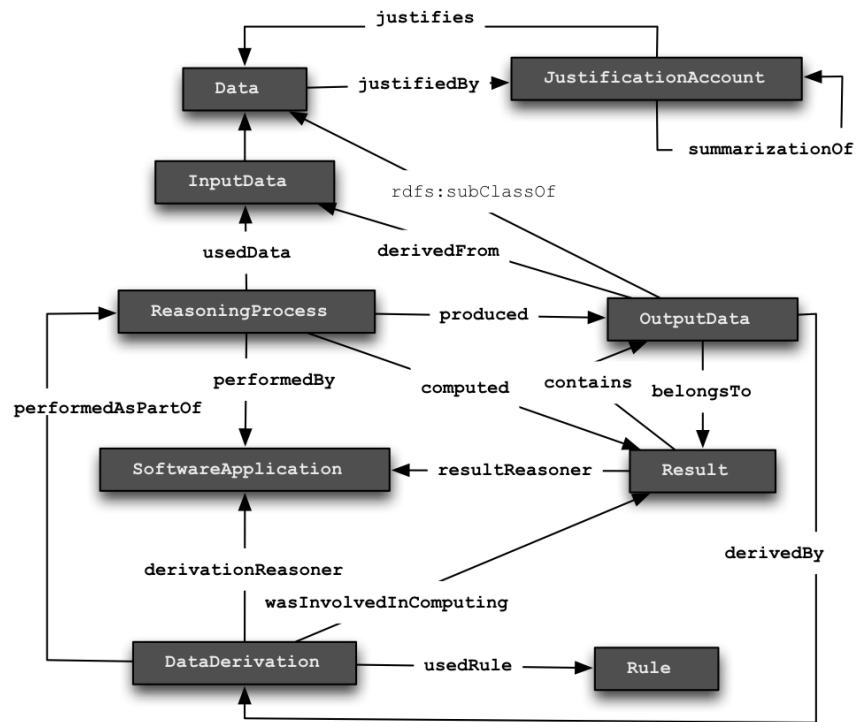 justifies
Data
justifiedBy
JustificationAccount
summarizationOf
InputData
rdfs:subClassOf
usedData
derivedFrom
ReasoningProcess
produced
OutputData
performedBy
computed
contains
belongsTo
performedAsPartOf
SoftwareApplication
resultReasoner
Result
derivationReasoner
derivedBy
wasInvolvedInComputing
DataDerivation
usedRule
Rule